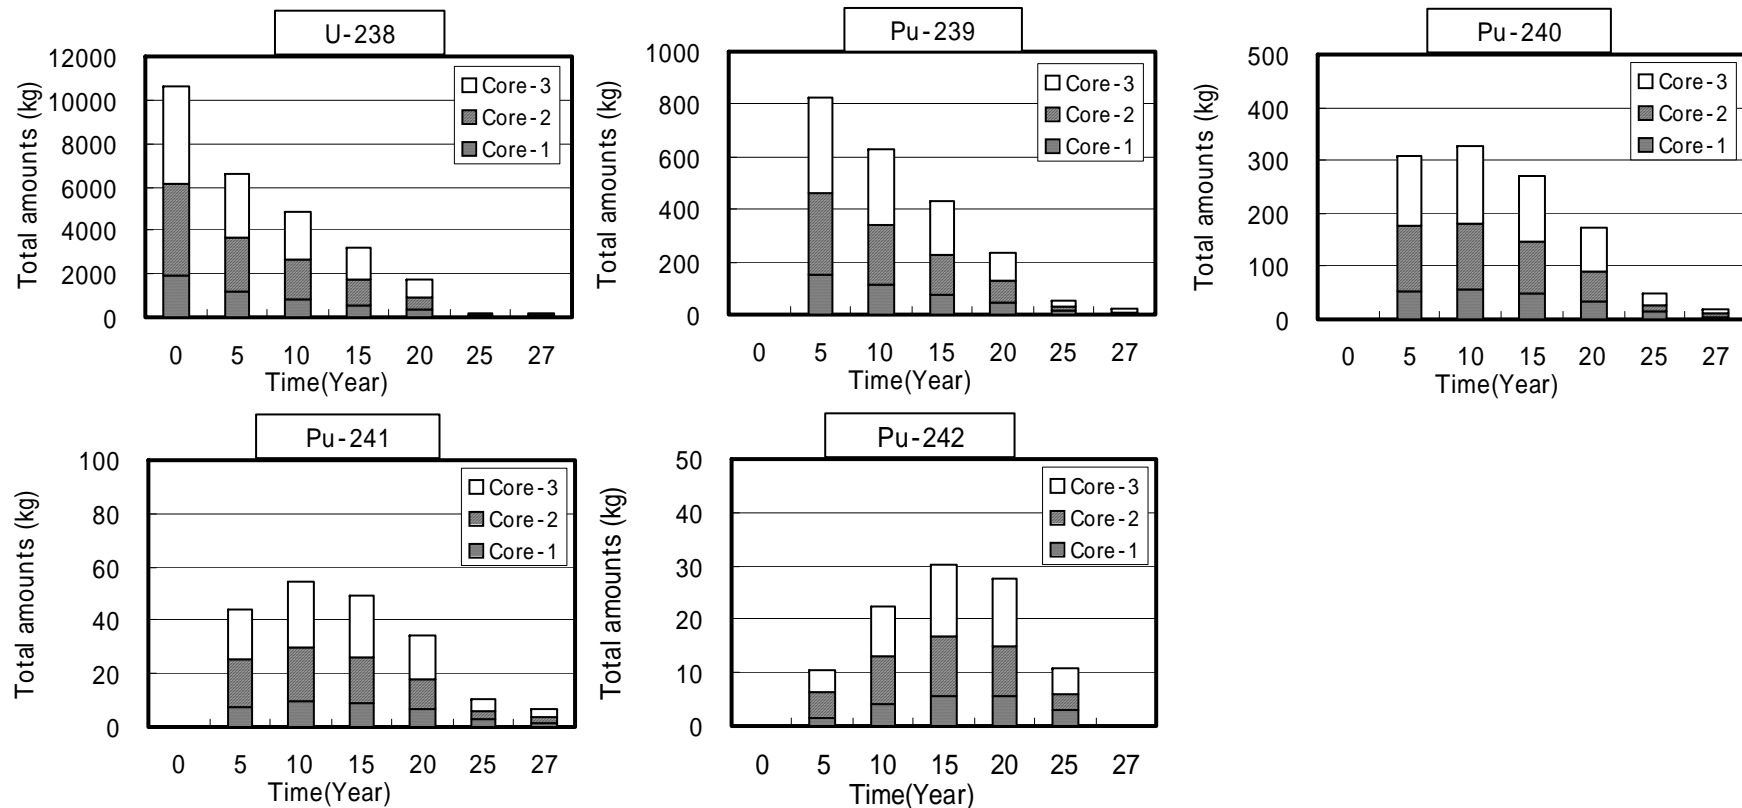 U-238
Total amounts (kg)
12000
10000
8000
6000
4000
2000
0
Core-3
Core-2
Core-1
0 5 10 15 20 25 27
Time(Year)
Pu-239
Total amounts (kg)
1000
800
600
400
200
0
Core-3
Core-2
Core-1
0 5 10 15 20 25 27
Time(Year)
Pu-240
Total amounts (kg)
500
400
300
200
100
0
Core-3
Core-2
Core-1
0 5 10 15 20 25 27
Time(Year)
Pu-241
Total amounts (kg)
100
80
60
40
20
0
Core-3
Core-2
Core-1
0 5 10 15 20 25 27
Time(Year)
Pu-242
Total amounts (kg)
50
40
30
20
10
0
Core-3
Core-2
Core-1
0 5 10 15 20 25 27
Time(Year)